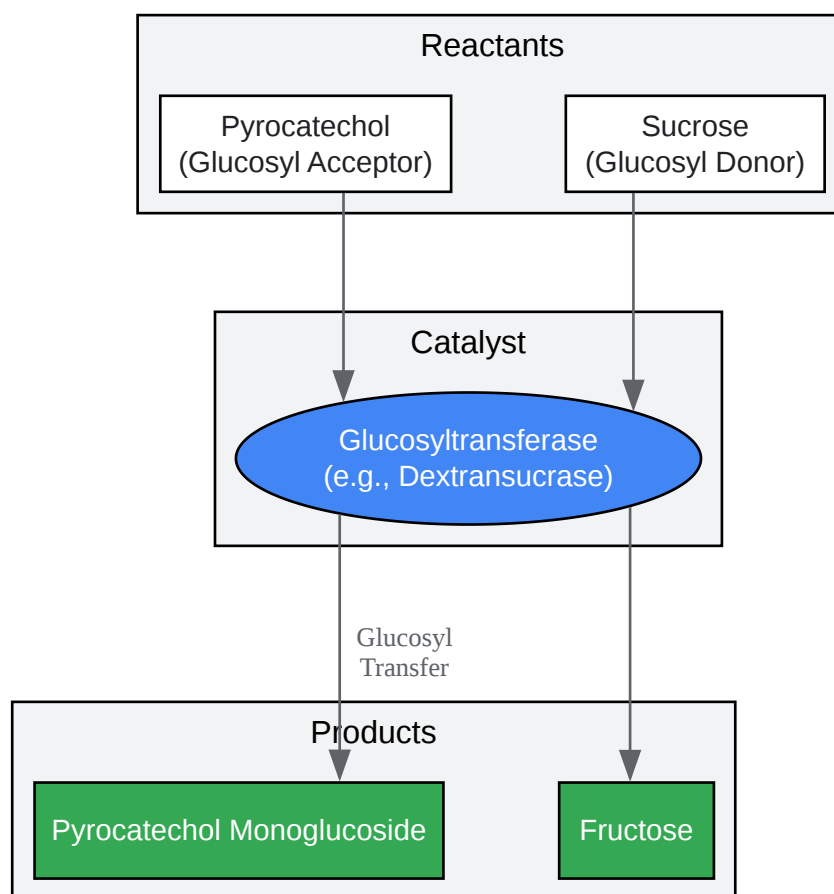 Reactants
Pyrocatechol
(Glucosyl Acceptor)
Sucrose
(Glucosyl Donor)
Catalyst
Glucosyltransferase
(e.g., Dextransucrase)
Glucosyl
Transfer
Products
Pyrocatechol Monoglucoside
Fructose